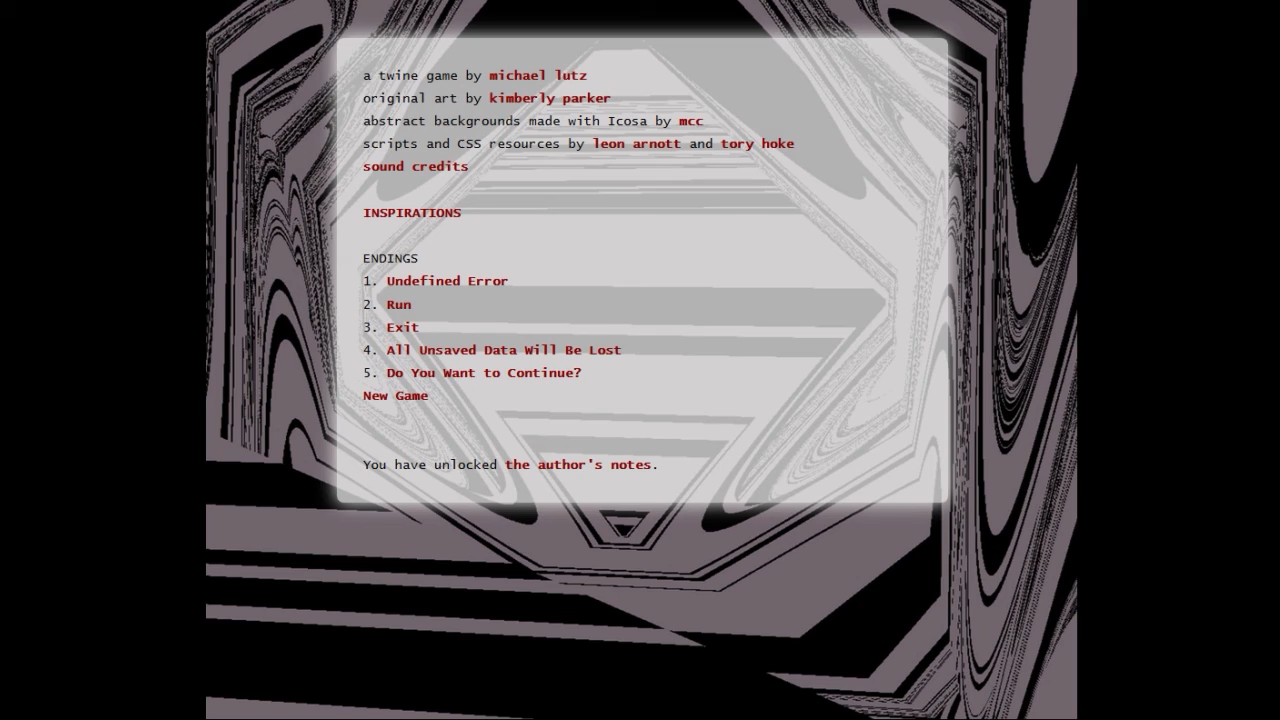 a twine game by michael lutz
original art by kimberly parker
abstract backgrounds made with Icosa by mcc
scripts and CSS resources by leon arnott and tory hoke
sound credits
INSPIRATIONS
ENDINGS
1. Undefined Error
2. Run
3. Exit
4. All Unsaved Data Will Be Lost
5. Do You Want to Continue?
New Game
You have unlocked the author's notes.